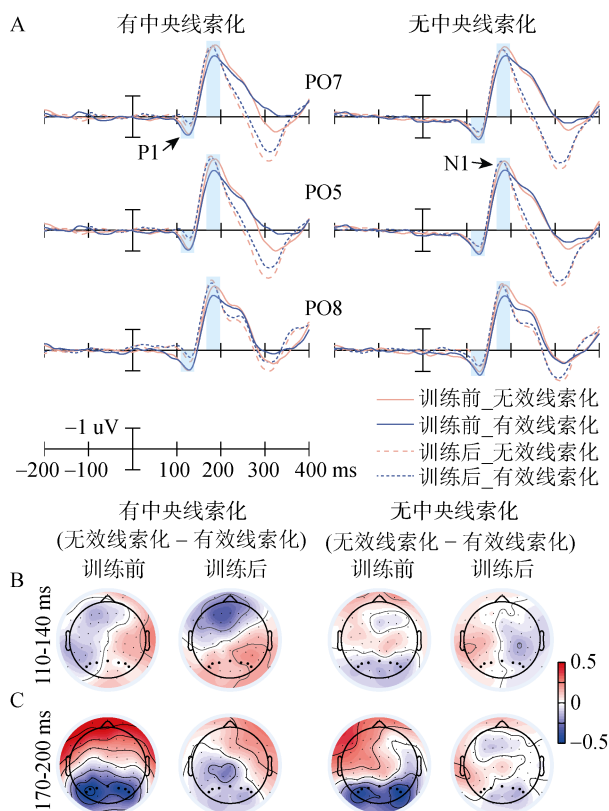 A
有中央线索化 无中央线索化
PO7
P1
N1
PO5
PO8
训练前_无效线索化
训练前_有效线索化
训练后_无效线索化
训练后_有效线索化
−1 uV
−200 −100 100 200 300 400 ms
有中央线索化 无中央线索化
(无效线索化 − 有效线索化) (无效线索化 − 有效线索化)
训练前 训练后 训练前 训练后
B
110-140 ms
C
170-200 ms
0.5
0
−0.5